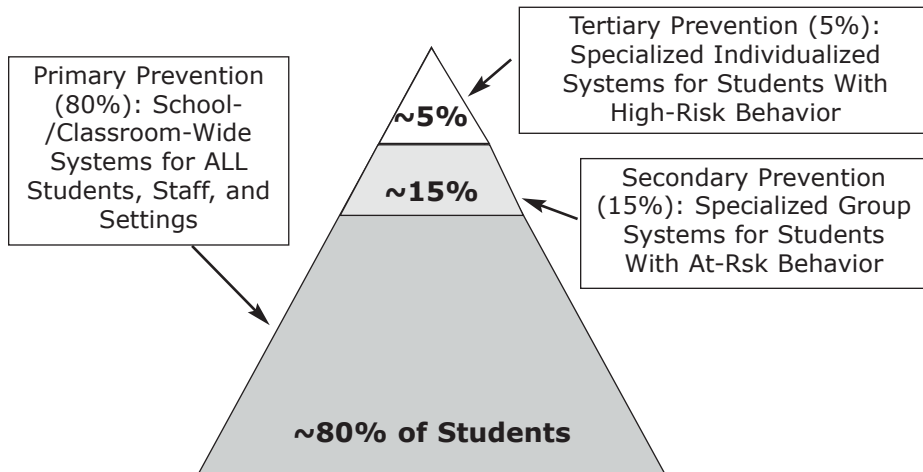 Primary Prevention
(80%): School-
/Classroom-Wide
Systems for ALL
Students, Staff, and
Settings
Tertiary Prevention (5%):
Specialized Individualized
Systems for Students With
High-Risk Behavior
~5%
~15%
Secondary Prevention
(15%): Specialized Group
Systems for Students
With At-Rsk Behavior
~80% of Students